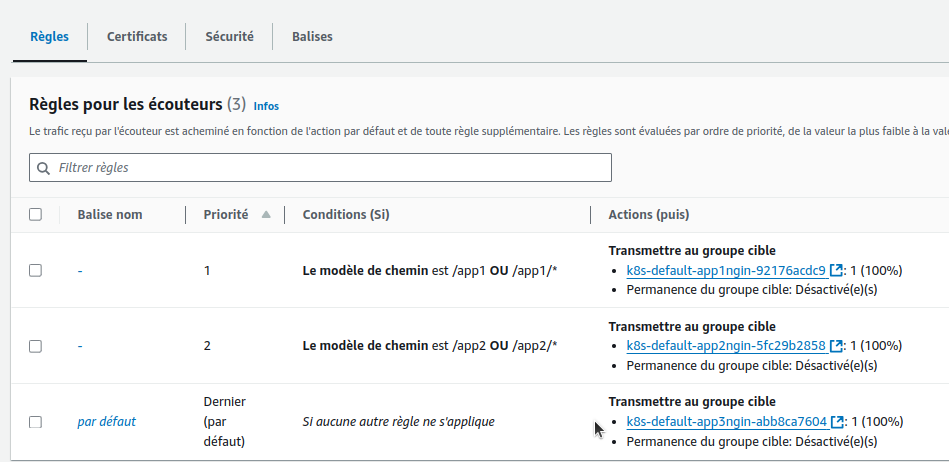 Règles Certificats Sécurité Balises
Règles pour les écouteurs (3) Infos
Le trafic reçu par l'écouteur est acheminé en fonction de l'action par défaut et de toute règle supplémentaire. Les règles sont évaluées par ordre de priorité, de la valeur la plus faible à la
Filtrer règles
Balise nom Priorité Conditions (Si) Actions (puis)
- 1 Le modèle de chemin est /app1 OU /app1/* Transmettre au groupe cible
k8s-default-app1ngin-92176acdc9 : 1 (100%)
Permanence du groupe cible: Désactivé(e)(s)
- 2 Le modèle de chemin est /app2 OU /app2/* Transmettre au groupe cible
k8s-default-app2ngin-5fc29b2858 : 1 (100%)
Permanence du groupe cible: Désactivé(e)(s)
par défaut Dernier (par défaut) Si aucune autre règle ne s'applique Transmettre au groupe cible
k8s-default-app3ngin-abb8ca7604 : 1 (100%)
Permanence du groupe cible: Désactivé(e)(s)